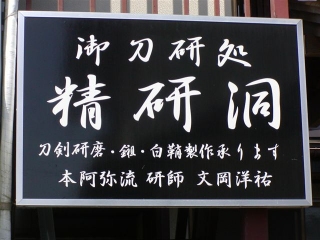 御刀研処
精研洞
刀剣研磨・鎺・白鞘製作承ります
本阿弥流 研師 文岡洋祐